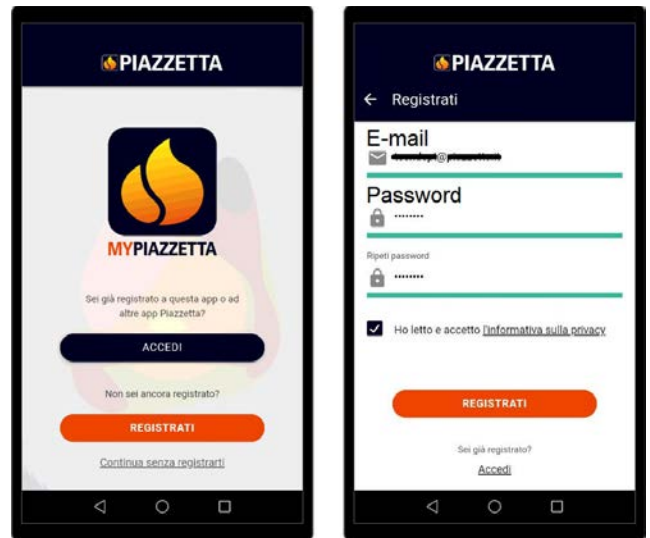 PIAZZETTA
MYPIAZZETTA
Sei già registrato a questa app o ad
altre app Piazzetta?
ACCEDI
Non sei ancora registrato?
REGISTRATI
Continua senza registrarti
PIAZZETTA
← Registrati
E-mail
Password
········
Ripeti password
········
Ho letto e accetto l'informativa sulla privacy
REGISTRATI
Sei già registrato?
Accedi